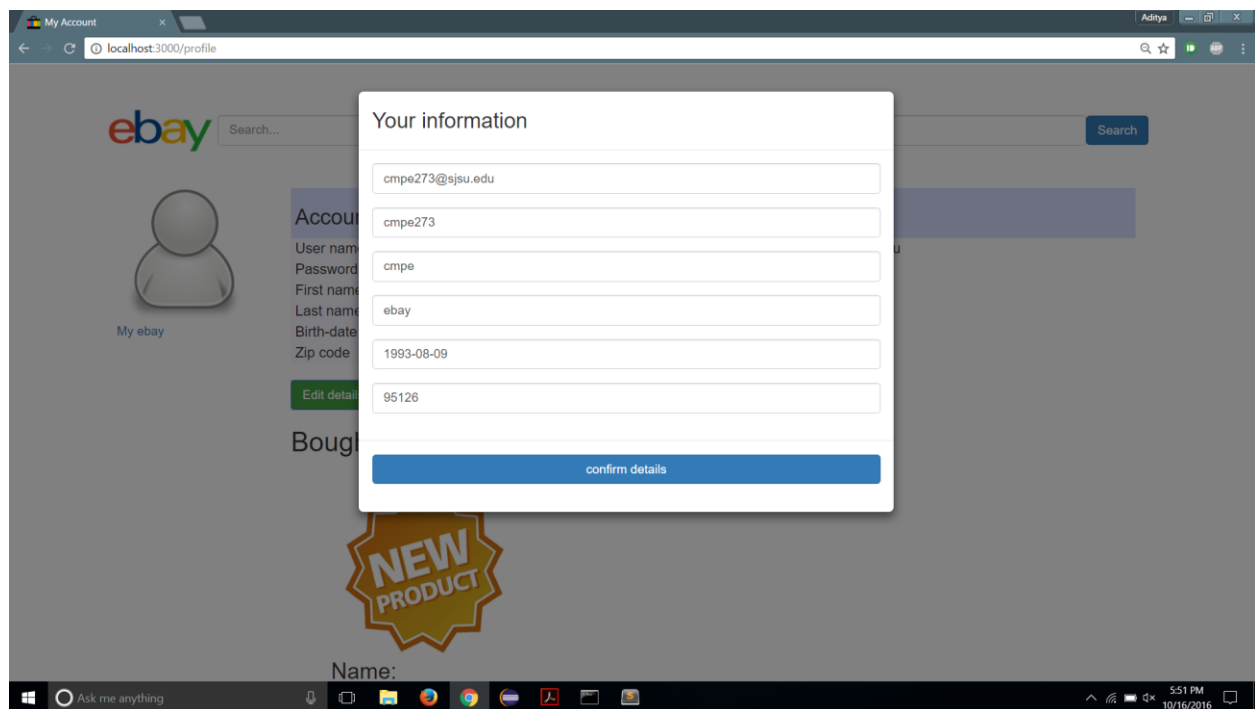 My Account
Aditya
localhost:3000/profile
ABP
ebay
Search...
Search
Your information
cmpe273@sjsu.edu
cmpe273
cmpe
ebay
1993-08-09
95126
confirm details
Accou
User nam
u
Password
First name
Last name
Birth-date
Zip code
My ebay
Edit detail
Boug
NEW
PRODUCT
Name:
Ask me anything
5:51 PM
10/16/2016